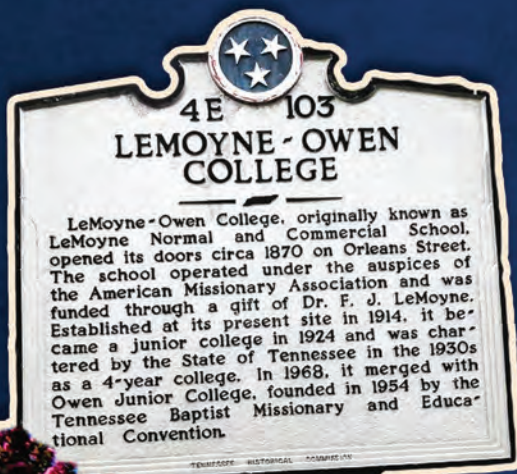 4E 103
LEMOYNE-OWEN
COLLEGE
LeMoyne-Owen College, originally known as
LeMoyne Normal and Commercial School,
opened its doors circa 1870 on Orleans Street.
The school operated under the auspices of
the American Missionary Association and was
funded through a gift of Dr. F. J. LeMoyne.
Established at its present site in 1914, it be-
came a junior college in 1924 and was char-
tered by the State of Tennessee in the 1930s
as a 4-year college. In 1968, it merged with
Owen Junior College, founded in 1954 by the
Tennessee Baptist Missionary and Educa-
tional Convention.
TENNESSEE HISTORICAL COMMISSION